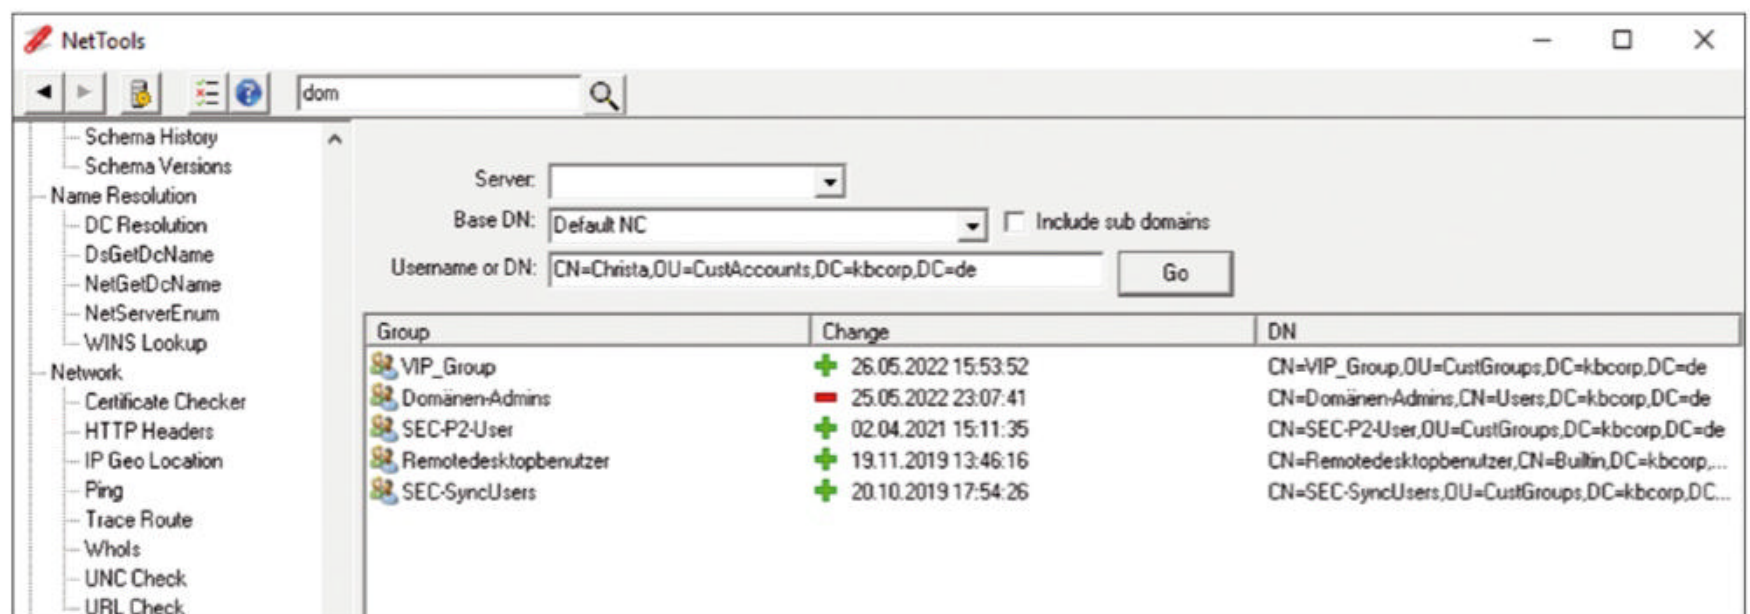 NetTools
dom
Schema History
Schema Versions
Name Resolution
DC Resolution
DsGetDcName
NetGetDcName
NetServerEnum
WINS Lookup
Network
Certificate Checker
HTTP Headers
IP Geo Location
Ping
Trace Route
WhoIs
UNC Check
URL Check
Server:
Base DN: Default NC Include sub domains
Username or DN: CN=Christa,OU=CustAccounts,DC=kbcorp,DC=de Go
Group Change DN
VIP_Group 26.05.2022 15:53:52 CN=VIP_Group,OU=CustGroups,DC=kbcorp,DC=de
Domänen-Admins 25.05.2022 23:07:41 CN=Domänen-Admins,CN=Users,DC=kbcorp,DC=de
SEC-P2-User 02.04.2021 15:11:35 CN=SEC-P2-User,OU=CustGroups,DC=kbcorp,DC=de
Remotedesktopbenutzer 19.11.2019 13:46:16 CN=Remotedesktopbenutzer,CN=Builtin,DC=kbcorp,...
SEC-SyncUsers 20.10.2019 17:54:26 CN=SEC-SyncUsers,OU=CustGroups,DC=kbcorp,DC...